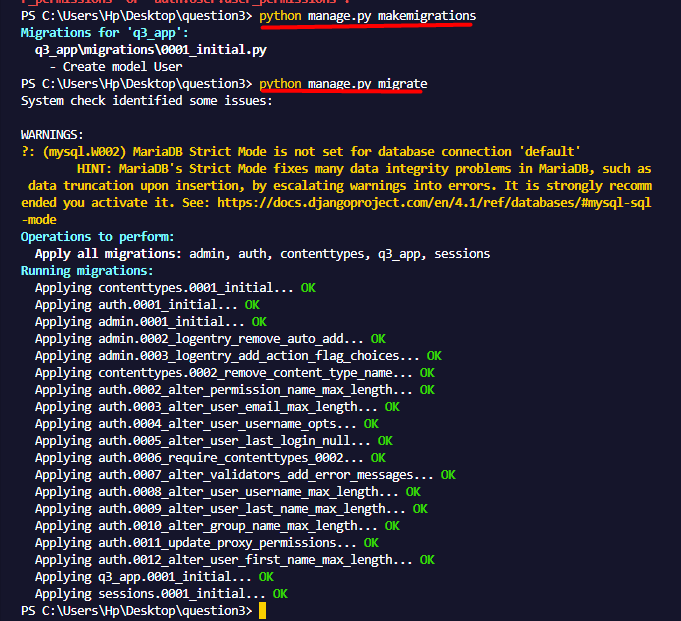 r_permissions' or 'auth.User.user_permissions'.
PS C:\Users\Hp\Desktop\question3> python manage.py makemigrations
Migrations for 'q3_app':
q3_app\migrations\0001_initial.py
- Create model User
PS C:\Users\Hp\Desktop\question3> python manage.py migrate
System check identified some issues:
WARNINGS:
?: (mysql.W002) MariaDB Strict Mode is not set for database connection 'default'
HINT: MariaDB's Strict Mode fixes many data integrity problems in MariaDB, such as
data truncation upon insertion, by escalating warnings into errors. It is strongly recomm
ended you activate it. See: https://docs.djangoproject.com/en/4.1/ref/databases/#mysql-sql
-mode
Operations to perform:
Apply all migrations: admin, auth, contenttypes, q3_app, sessions
Running migrations:
Applying contenttypes.0001_initial... OK
Applying auth.0001_initial... OK
Applying admin.0001_initial... OK
Applying admin.0002_logentry_remove_auto_add... OK
Applying admin.0003_logentry_add_action_flag_choices... OK
Applying contenttypes.0002_remove_content_type_name... OK
Applying auth.0002_alter_permission_name_max_length... OK
Applying auth.0003_alter_user_email_max_length... OK
Applying auth.0004_alter_user_username_opts... OK
Applying auth.0005_alter_user_last_login_null... OK
Applying auth.0006_require_contenttypes_0002... OK
Applying auth.0007_alter_validators_add_error_messages... OK
Applying auth.0008_alter_user_username_max_length... OK
Applying auth.0009_alter_user_last_name_max_length... OK
Applying auth.0010_alter_group_name_max_length... OK
Applying auth.0011_update_proxy_permissions... OK
Applying auth.0012_alter_user_first_name_max_length... OK
Applying q3_app.0001_initial... OK
Applying sessions.0001_initial... OK
PS C:\Users\Hp\Desktop\question3>